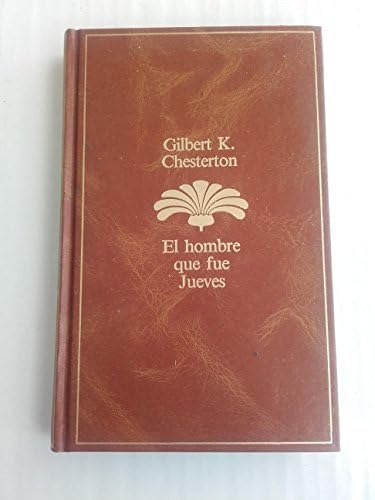 Gilbert K.
Chesterton
El hombre
que fue
Jueves